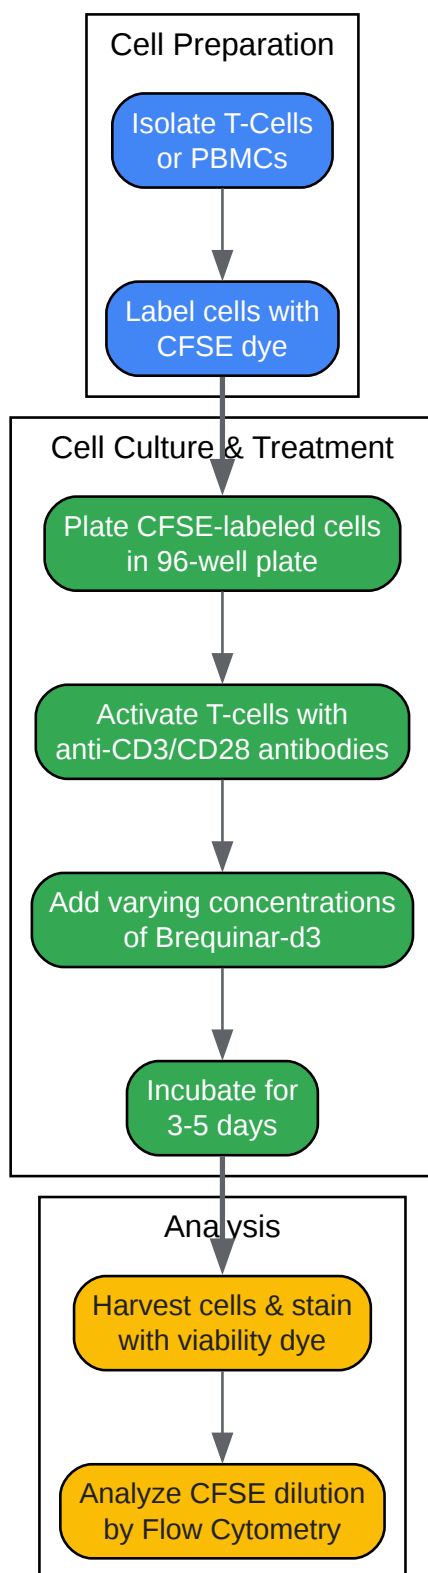 Cell Preparation
Isolate T-Cells
or PBMCs
Label cells with
CFSE dye
Cell Culture & Treatment
Plate CFSE-labeled cells
in 96-well plate
Activate T-cells with
anti-CD3/CD28 antibodies
Add varying concentrations
of Brequinar-d3
Incubate for
3-5 days
Analysis
Harvest cells & stain
with viability dye
Analyze CFSE dilution
by Flow Cytometry